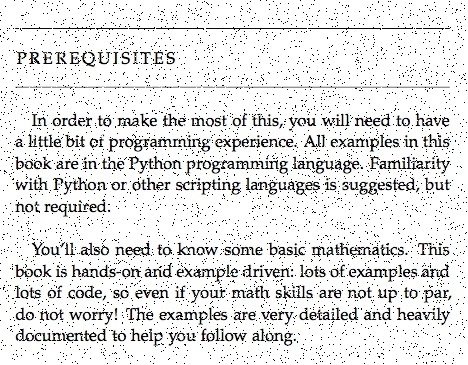 PREREQUISITES
In order to make the most of this, you will need to have
a little bit of programming experience. All examples in this
book are in the Python programming language. Familiarity
with Python or other scripting languages is suggested, but
not required.
You'll also need to know some basic mathematics. This
book is hands-on and example driven: lots of examples and
lots of code, so even if your math skills are not up to par,
do not worry! The examples are very detailed and heavily
documented to help you follow along.